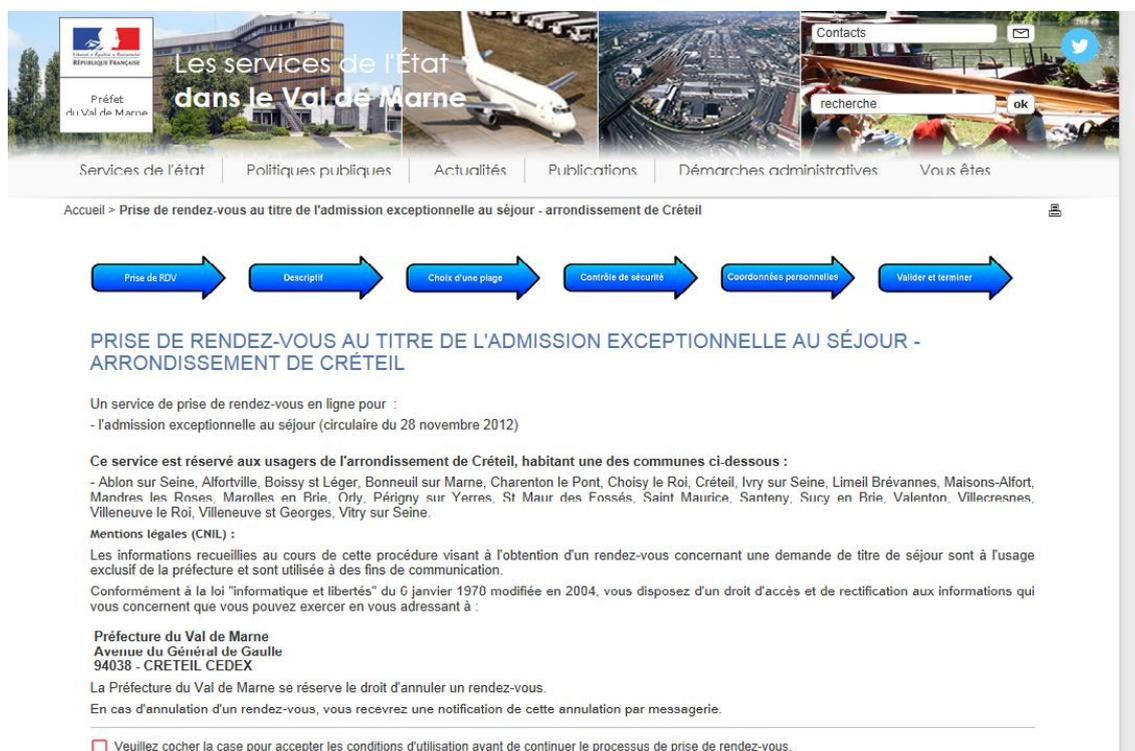 Contacts
Liberté • Égalité • Fraternité
RÉPUBLIQUE FRANÇAISE
Les services de l'État
dans le Val de Marne
Préfet
du Val de Marne
recherche
ok
Services de l'état
Politiques publiques
Actualités
Publications
Démarches administratives
Vous êtes
Accueil > Prise de rendez-vous au titre de l'admission exceptionnelle au séjour - arrondissement de Créteil
Prise de RDV
Descriptif
Choix d'une plage
Contrôle de sécurité
Coordonnées personnelles
Valider et terminer
PRISE DE RENDEZ-VOUS AU TITRE DE L'ADMISSION EXCEPTIONNELLE AU SÉJOUR -
ARRONDISSEMENT DE CRÉTEIL
Un service de prise de rendez-vous en ligne pour :
- l'admission exceptionnelle au séjour (circulaire du 28 novembre 2012)
Ce service est réservé aux usagers de l'arrondissement de Créteil, habitant une des communes ci-dessous :
- Ablon sur Seine, Alfortville, Boissy st Léger, Bonneuil sur Marne, Charenton le Pont, Choisy le Roi, Créteil, Ivry sur Seine, Limeil Brévannes, Maisons-Alfort,
Mandres les Roses, Marolles en Brie, Orly, Périgny sur Yerres, St Maur des Fossés, Saint Maurice, Santeny, Sucy en Brie, Valenton, Villecresnes,
Villeneuve le Roi, Villeneuve st Georges, Vitry sur Seine.
Mentions légales (CNIL) :
Les informations recueillies au cours de cette procédure visant à l'obtention d'un rendez-vous concernant une demande de titre de séjour sont à l'usage
exclusif de la préfecture et sont utilisée à des fins de communication.
Conformément à la loi "informatique et libertés" du 6 janvier 1978 modifiée en 2004, vous disposez d'un droit d'accès et de rectification aux informations qui
vous concernent que vous pouvez exercer en vous adressant à :
Préfecture du Val de Marne
Avenue du Général de Gaulle
94038 - CRETEIL CEDEX
La Préfecture du Val de Marne se réserve le droit d'annuler un rendez-vous.
En cas d'annulation d'un rendez-vous, vous recevrez une notification de cette annulation par messagerie.
Veuillez cocher la case pour accepter les conditions d'utilisation avant de continuer le processus de prise de rendez-vous.